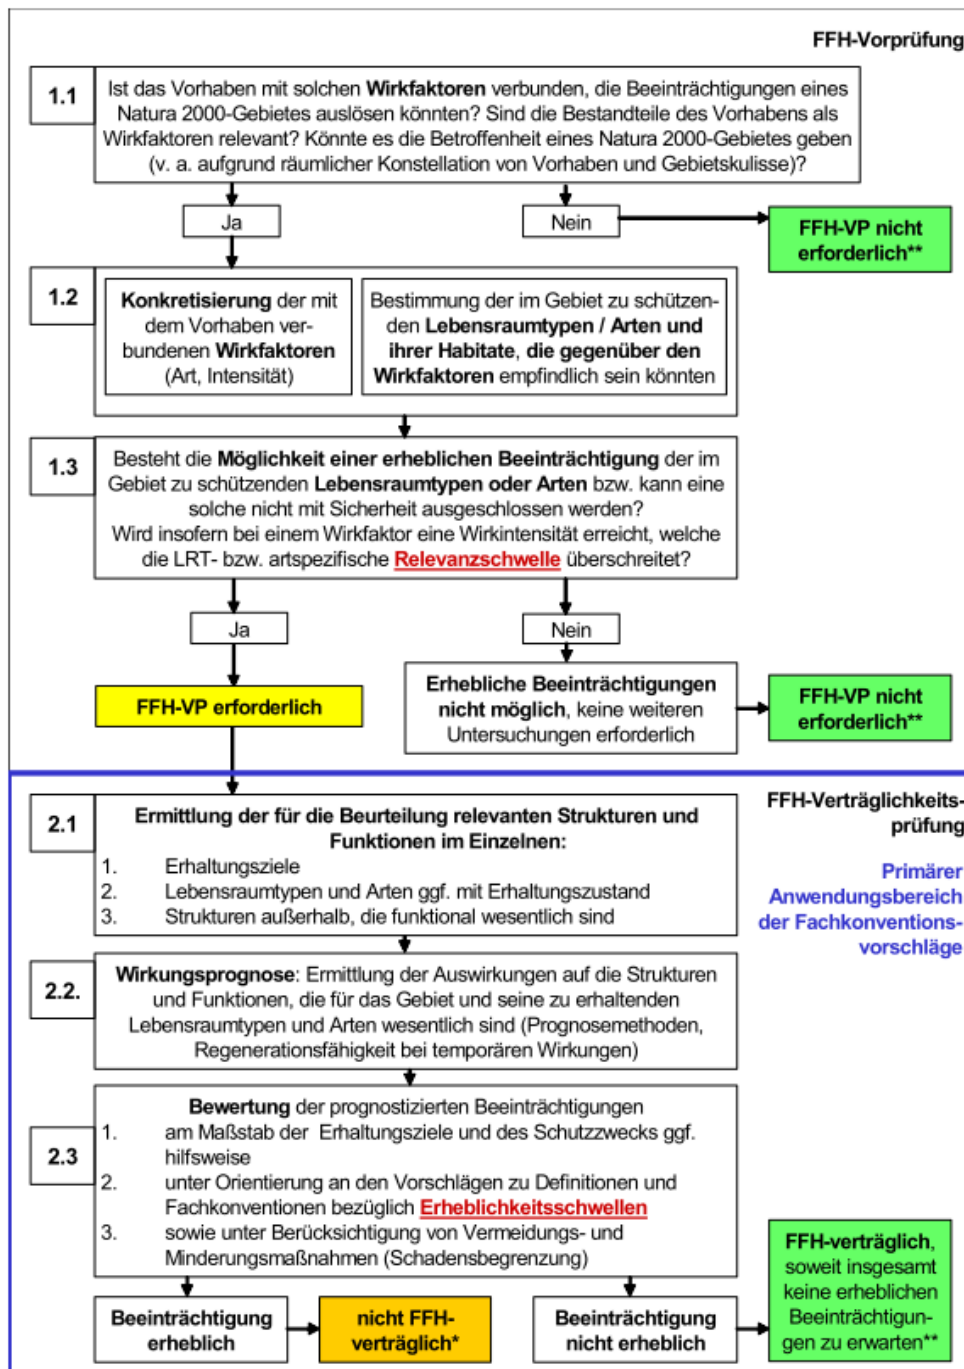 FFH-Vorprüfung
1.1
Ist das Vorhaben mit solchen Wirkfaktoren verbunden, die Beeinträchtigungen eines
Natura 2000-Gebietes auslösen könnten? Sind die Bestandteile des Vorhabens als
Wirkfaktoren relevant? Könnte es die Betroffenheit eines Natura 2000-Gebietes geben
(v. a. aufgrund räumlicher Konstellation von Vorhaben und Gebietskulisse)?
Ja
Nein
FFH-VP nicht
erforderlich**
1.2
Konkretisierung der mit
dem Vorhaben ver-
bundenen Wirkfaktoren
(Art, Intensität)
Bestimmung der im Gebiet zu schützen-
den Lebensraumtypen / Arten und
ihrer Habitate, die gegenüber den
Wirkfaktoren empfindlich sein könnten
1.3
Besteht die Möglichkeit einer erheblichen Beeinträchtigung der im
Gebiet zu schützenden Lebensraumtypen oder Arten bzw. kann eine
solche nicht mit Sicherheit ausgeschlossen werden?
Wird insofern bei einem Wirkfaktor eine Wirkintensität erreicht, welche
die LRT- bzw. artspezifische Relevanzschwelle überschreitet?
Ja
Nein
FFH-VP erforderlich
Erhebliche Beeinträchtigungen
nicht möglich, keine weiteren
Untersuchungen erforderlich
FFH-VP nicht
erforderlich**
FFH-Verträglichkeits-
prüfung
Primärer
Anwendungsbereich
der Fachkonventions-
vorschläge
2.1
Ermittlung der für die Beurteilung relevanten Strukturen und
Funktionen im Einzelnen:
1. Erhaltungsziele
2. Lebensraumtypen und Arten ggf. mit Erhaltungszustand
3. Strukturen außerhalb, die funktional wesentlich sind
2.2.
Wirkungsprognose: Ermittlung der Auswirkungen auf die Strukturen
und Funktionen, die für das Gebiet und seine zu erhaltenden
Lebensraumtypen und Arten wesentlich sind (Prognosemethoden,
Regenerationsfähigkeit bei temporären Wirkungen)
2.3
Bewertung der prognostizierten Beeinträchtigungen
1. am Maßstab der Erhaltungsziele und des Schutzzwecks ggf.
hilfsweise
2. unter Orientierung an den Vorschlägen zu Definitionen und
Fachkonventionen bezüglich Erheblichkeitsschwellen
3. sowie unter Berücksichtigung von Vermeidungs- und
Minderungsmaßnahmen (Schadensbegrenzung)
Beeinträchtigung
erheblich
nicht FFH-
verträglich*
Beeinträchtigung
nicht erheblich
FFH-verträglich,
soweit insgesamt
keine erheblichen
Beeinträchtigun-
gen zu erwarten**